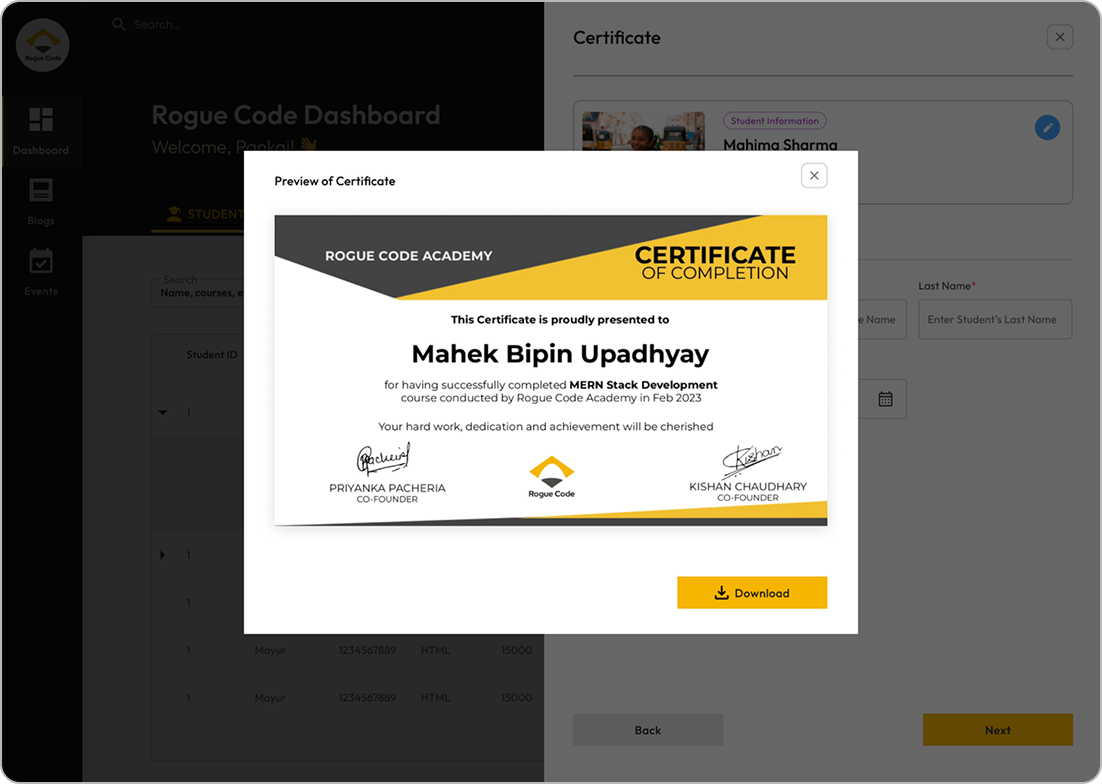 Rogue Code
Search...
Dashboard
Blogs
Events
Rogue Code Dashboard
Welcome, Pankaj! 👋
STUDENT
Search
Name, courses, e
Student ID
1
1
1
1 Mayur 1234567889 HTML 15000
1 Mayur 1234567889 HTML 15000
Certificate
Student Information
Mahima Sharma
e Name
Last Name*
Enter Student's Last Name
Back
Next
Preview of Certificate
ROGUE CODE ACADEMY
CERTIFICATE
OF COMPLETION
This Certificate is proudly presented to
Mahek Bipin Upadhyay
for having successfully completed MERN Stack Development
course conducted by Rogue Code Academy in Feb 2023
Your hard work, dedication and achievement will be cherished
Pacheria
PRIYANKA PACHERIA
CO-FOUNDER
Rogue Code
Kishan
KISHAN CHAUDHARY
CO-FOUNDER
Download